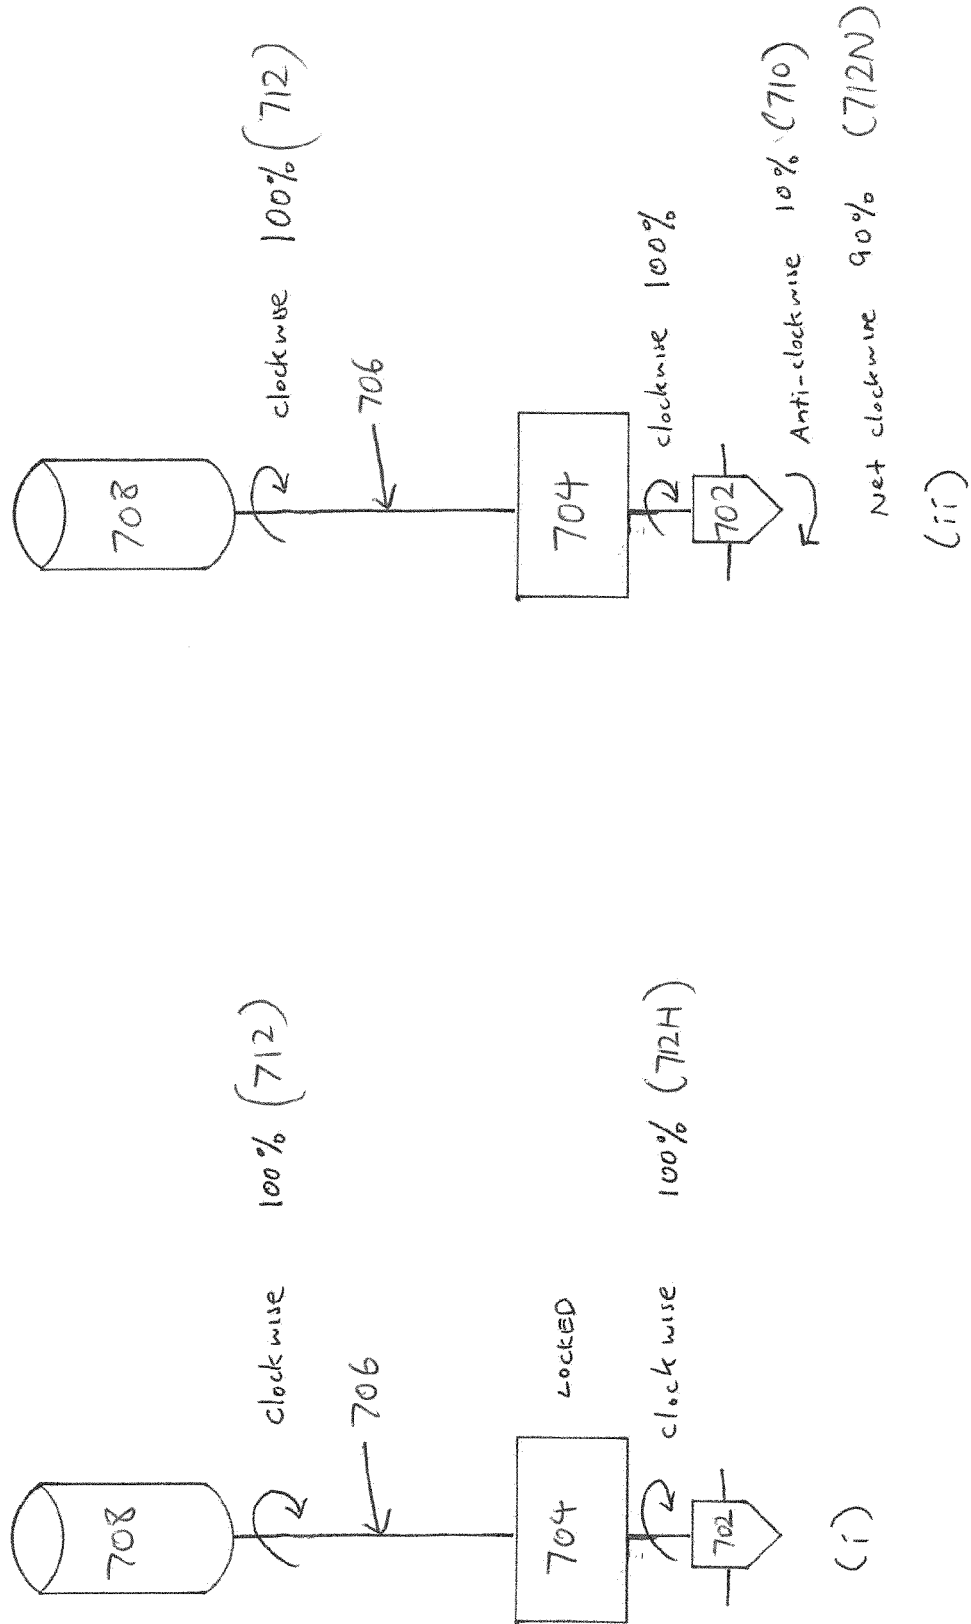 708
clockwise 100% (712)
706
704
LOCKED
clockwise 100% (712H)
702
(i)
708
clockwise 100% (712)
706
704
clockwise 100%
702
Anti-clockwise 10% (710)
Net clockwise 90% (712N)
(ii)